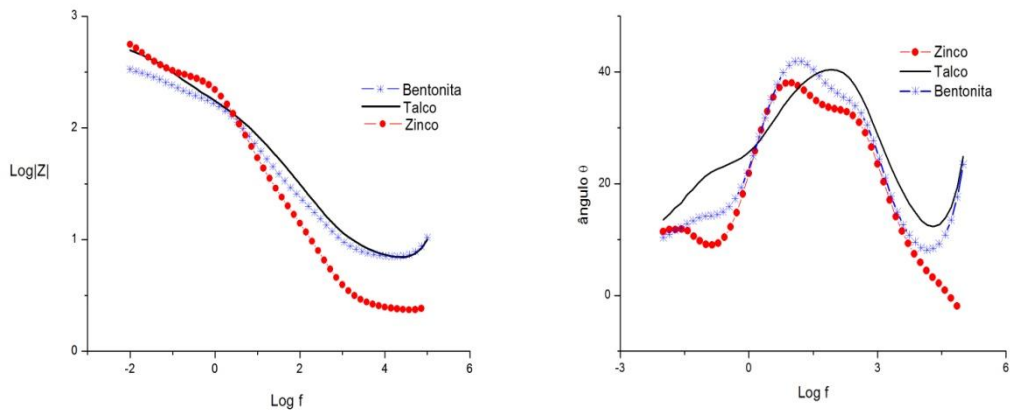 3
2
1
0
Log|Z|
-2 0 2 4 6
Log f
Bentonita
Talco
Zinco
40
20
0
ângulo θ
-3 0 3 6
Log f
Zinco
Talco
Bentonita